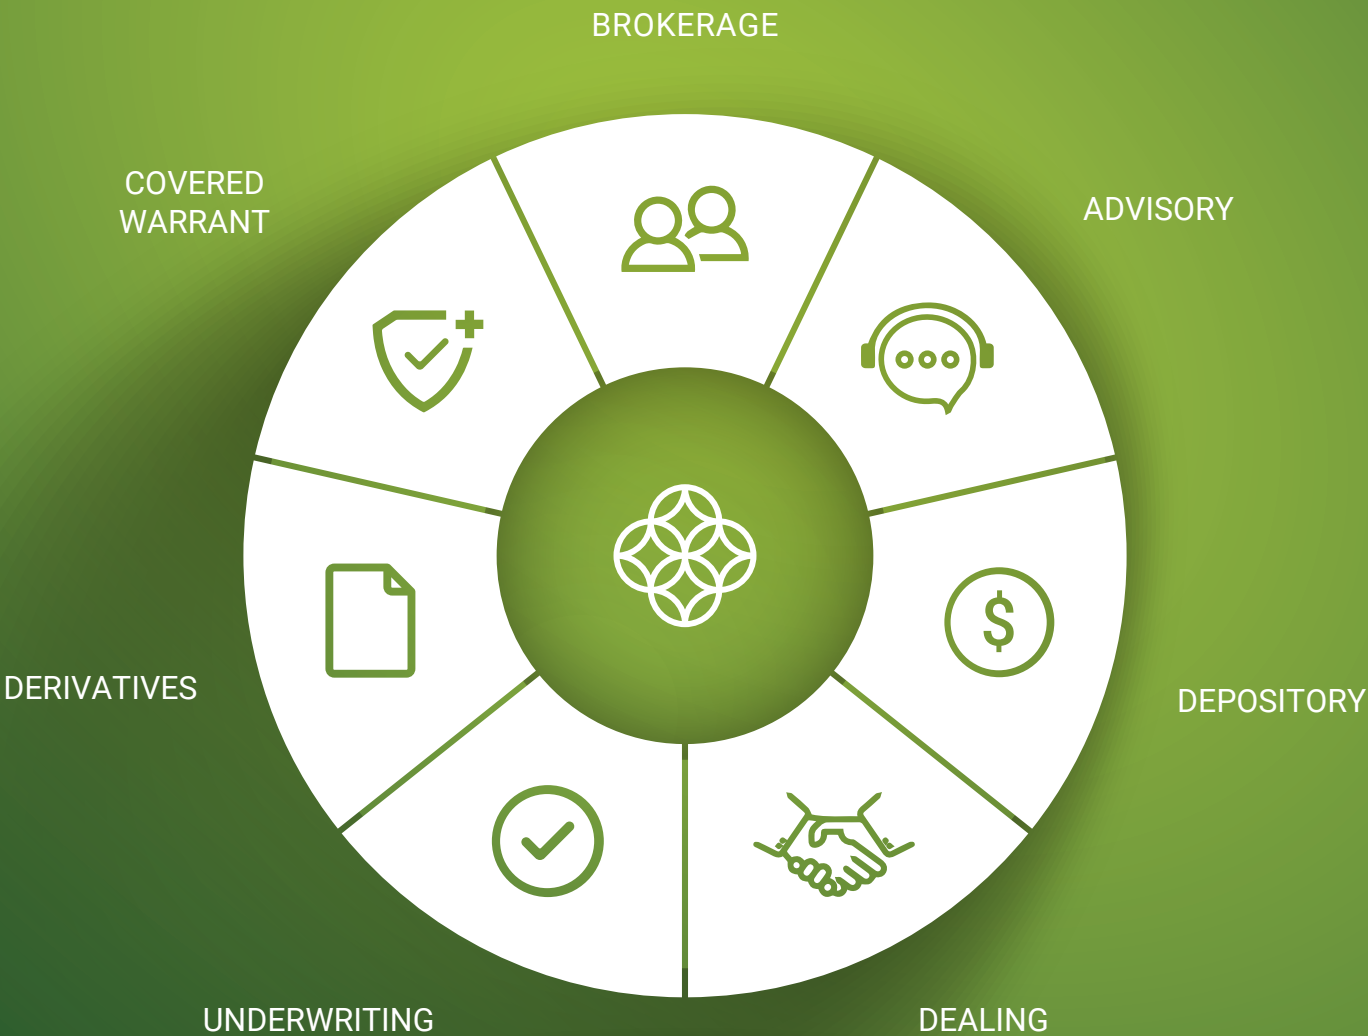 BROKERAGE
COVERED
WARRANT
ADVISORY
$
DERIVATIVES
DEPOSITORY
UNDERWRITING
DEALING